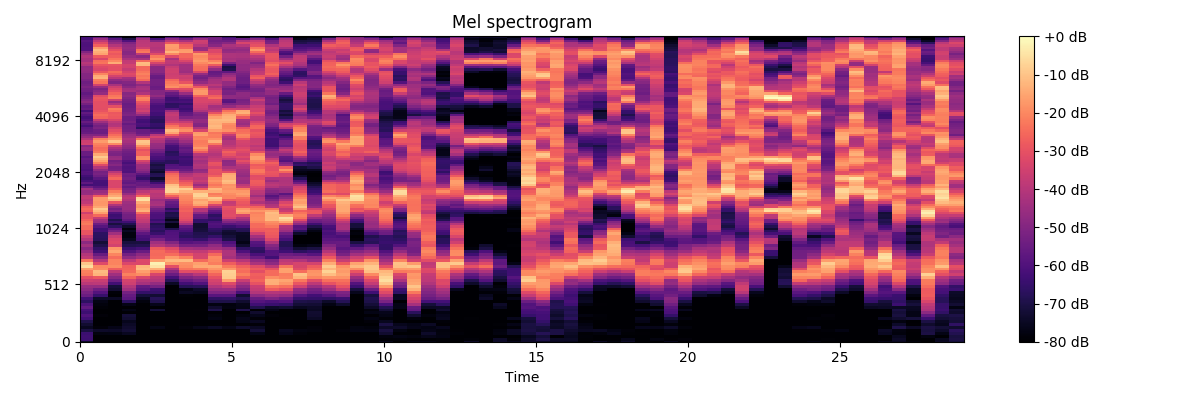 Mel spectrogram
+0 dB
8192
-10 dB
4096
-20 dB
-30 dB
Hz
2048
-40 dB
1024
-50 dB
512
-60 dB
-70 dB
0
-80 dB
0 5 10 15 20 25
Time